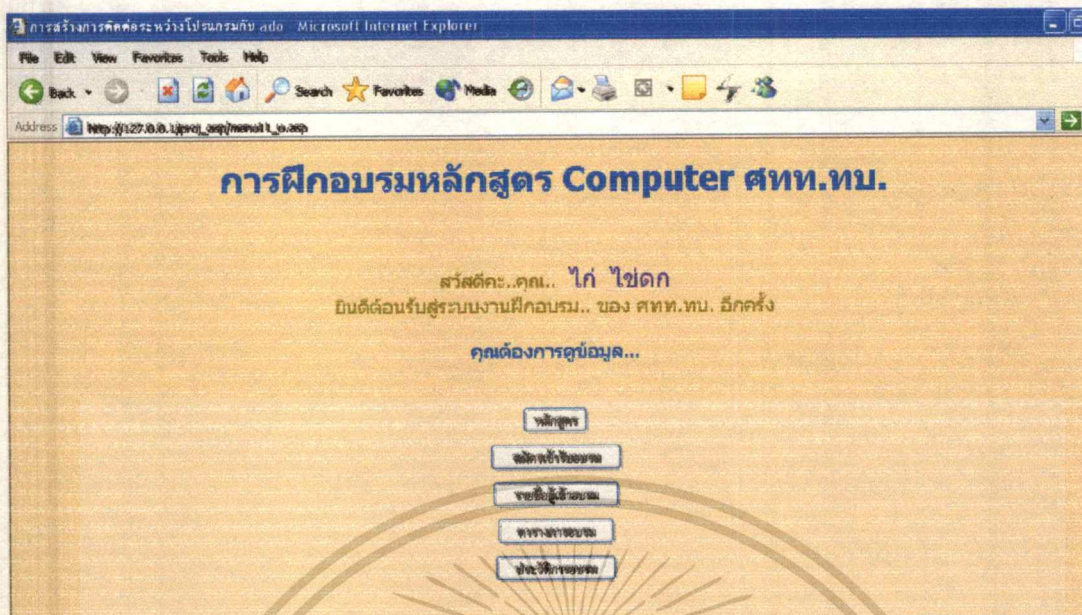 การสร้างการติดต่อระหว่างโปรแกรมกับ ado Microsoft Internet Explorer
File Edit View Favorites Tools Help
Back Search Favorites Media
Address http://127.0.0.1/proj_asp/
การฝึกอบรมหลักสูตร Computer ศทท.ทบ.
สวัสดีคะ..คุณ.. ไก่ ไข่ดก
ยินดีต้อนรับสู่ระบบงานฝึกอบรม.. ของ ศทท.ทบ. อีกครั้ง
คุณต้องการดูข้อมูล...
หลักสูตร
สมัครเข้ารับอบรม
รายชื่อผู้เข้าอบรม
ตารางการอบรม
ประวัติการอบรม